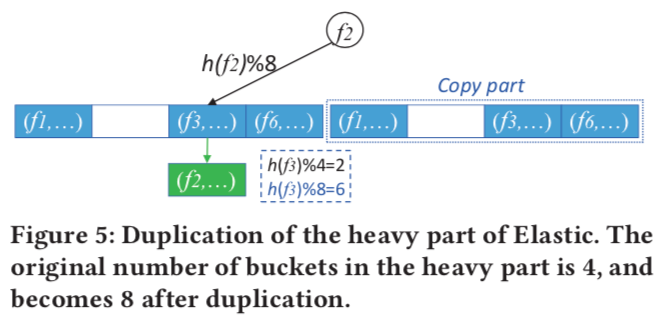 f2
h(f2)%8
Copy part
(f1,...) (f3,...) (f6,...) (f1,...) (f3,...) (f6,...)
(f2,...)
h(f3)%4=2
h(f3)%8=6
Figure 5: Duplication of the heavy part of Elastic. The
original number of buckets in the heavy part is 4, and
becomes 8 after duplication.